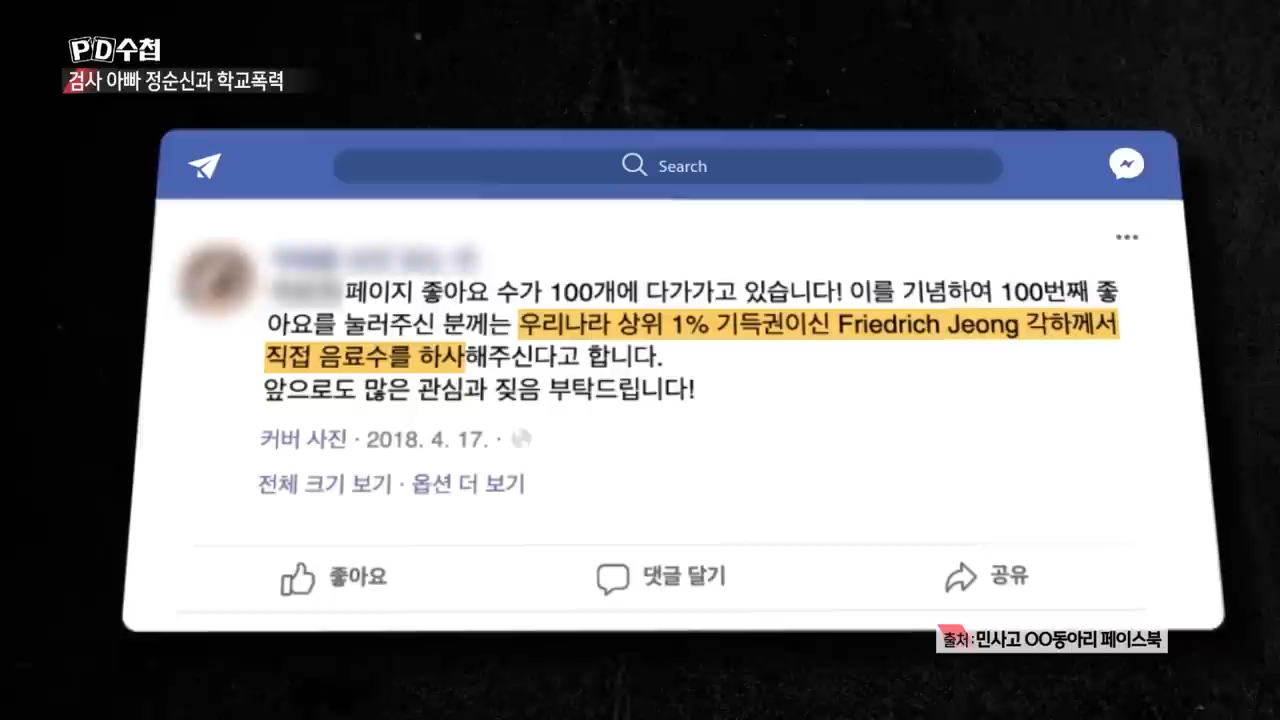 PD수첩
검사 아빠 정순신과 학교폭력
Search
페이지 좋아요 수가 100개에 다가가고 있습니다! 이를 기념하여 100번째 좋
아요를 눌러주신 분께는 우리나라 상위 1% 기득권이신 Friedrich Jeong 각하께서
직접 음료수를 하사해주신다고 합니다.
앞으로도 많은 관심과 짖음 부탁드립니다!
커버 사진 · 2018. 4. 17. ·
전체 크기 보기 · 옵션 더 보기
좋아요 댓글 달기 공유
출처 : 민사고 OO동아리 페이스북